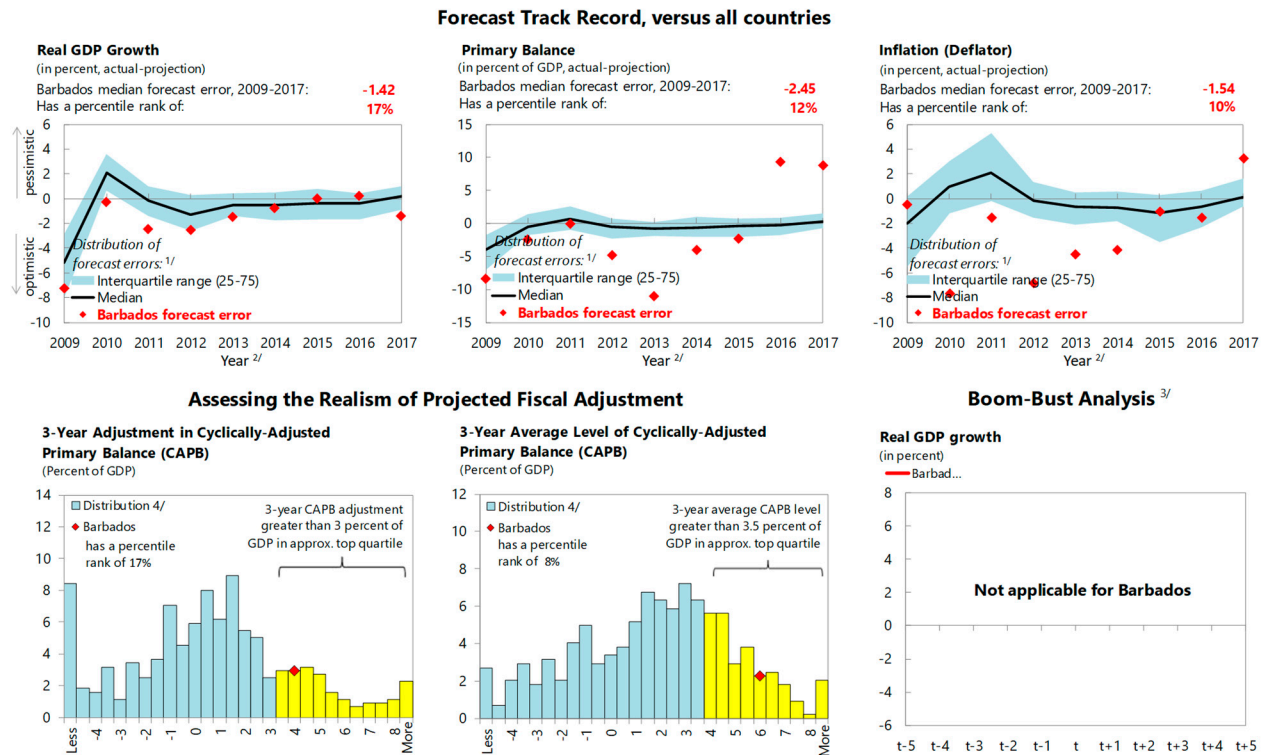 Forecast Track Record, versus all countries
Real GDP Growth
(in percent, actual-projection)
Barbados median forecast error, 2009-2017: -1.42
Has a percentile rank of: 17%
pessimistic
optimistic
6
4
2
0
-2
-4
-6
-8
-10
Distribution of
forecast errors: 1/
Interquartile range (25-75)
Median
Barbados forecast error
2009 2010 2011 2012 2013 2014 2015 2016 2017
Year 2/
Primary Balance
(in percent of GDP, actual-projection)
Barbados median forecast error, 2009-2017: -2.45
Has a percentile rank of: 12%
15
10
5
0
-5
-10
-15
Distribution of
forecast errors: 1/
Interquartile range (25-75)
Median
Barbados forecast error
2009 2010 2011 2012 2013 2014 2015 2016 2017
Year 2/
Inflation (Deflator)
(in percent, actual-projection)
Barbados median forecast error, 2009-2017: -1.54
Has a percentile rank of: 10%
6
4
2
0
-2
-4
-6
-8
-10
Distribution of
forecast errors: 1/
Interquartile range (25-75)
Median
Barbados forecast error
2009 2010 2011 2012 2013 2014 2015 2016 2017
Year 2/
Assessing the Realism of Projected Fiscal Adjustment
3-Year Adjustment in Cyclically-Adjusted
Primary Balance (CAPB)
(Percent of GDP)
14
12
10
8
6
4
2
0
Distribution 4/
Barbados
has a percentile
rank of 17%
3-year CAPB adjustment
greater than 3 percent of
GDP in approx. top quartile
Less -4 -3 -2 -1 0 1 2 3 4 5 6 7 8 More
3-Year Average Level of Cyclically-Adjusted
Primary Balance (CAPB)
(Percent of GDP)
12
10
8
6
4
2
0
Distribution 4/
Barbados
has a percentile
rank of 8%
3-year average CAPB level
greater than 3.5 percent of
GDP in approx. top quartile
Less -4 -3 -2 -1 0 1 2 3 4 5 6 7 8 More
Boom-Bust Analysis 3/
Real GDP growth
(in percent)
Barbad...
8
6
4
2
0
-2
-4
-6
Not applicable for Barbados
t-5 t-4 t-3 t-2 t-1 t t+1 t+2 t+3 t+4 t+5